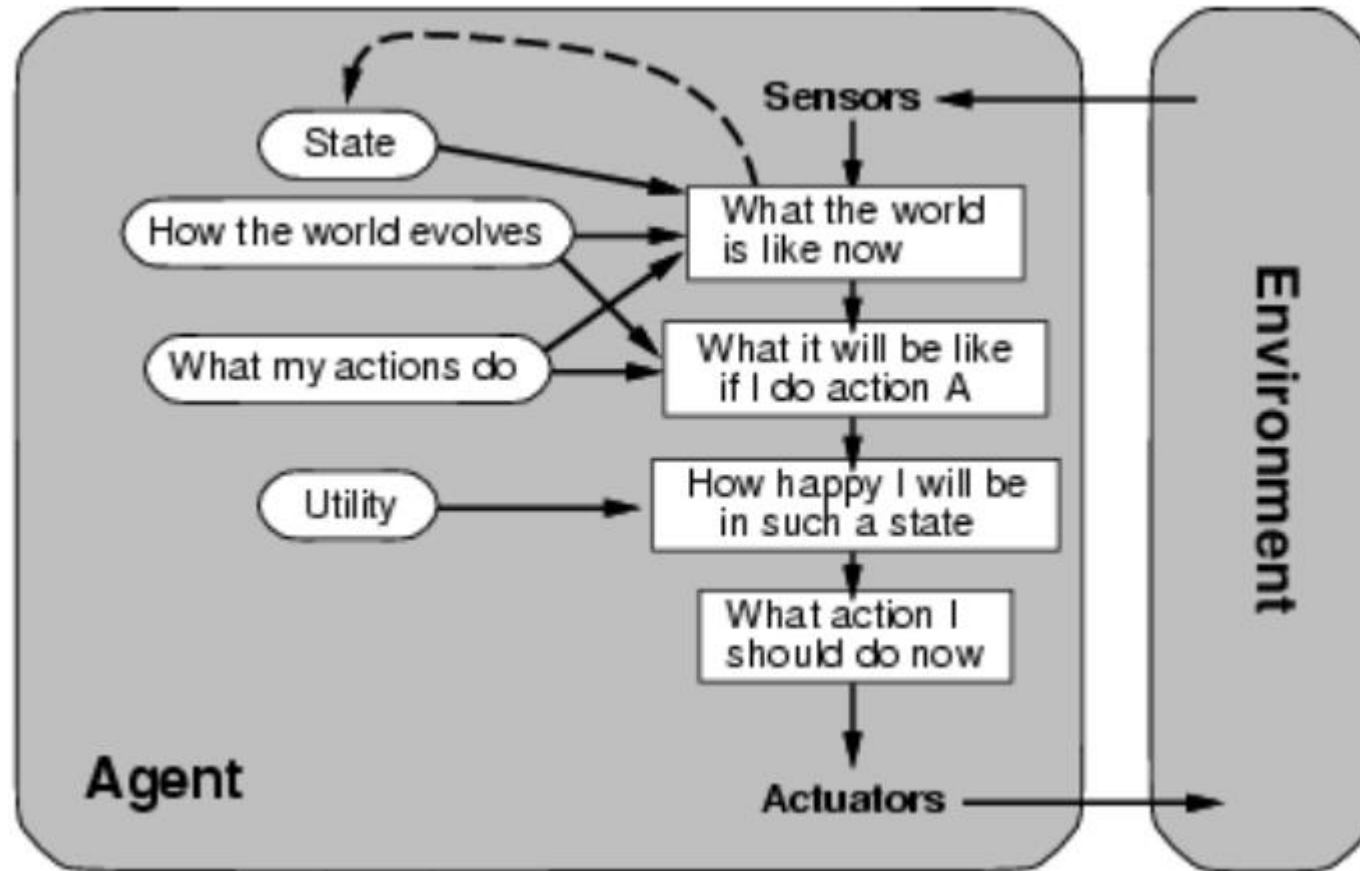 Sensors
State
What the world
is like now
How the world evolves
What my actions do
What it will be like
if I do action A
Utility
How happy I will be
in such a state
What action I
should do now
Agent
Actuators
Environment